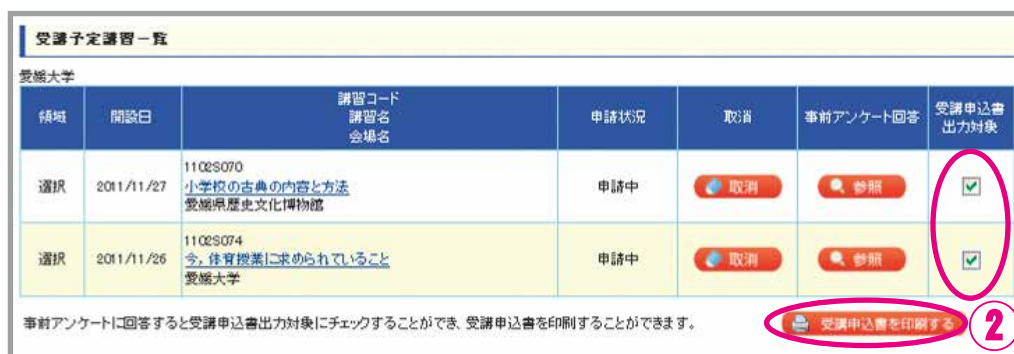 受講予定講習一覧
愛媛大学
領域 開設日 講習コード 講習名 会場名 申請状況 取消 事前アンケート回答 受講申込書出力対象
1102S070
選択 2011/11/27 小学校の古典の内容と方法 申請中 取消 参照
愛媛県歴史文化博物館
1102S074
選択 2011/11/26 今，体育授業に求められていること 申請中 取消 参照
愛媛大学
事前アンケートに回答すると受講申込書出力対象にチェックすることができ、受講申込書を印刷することができます。 受講申込書を印刷する 2